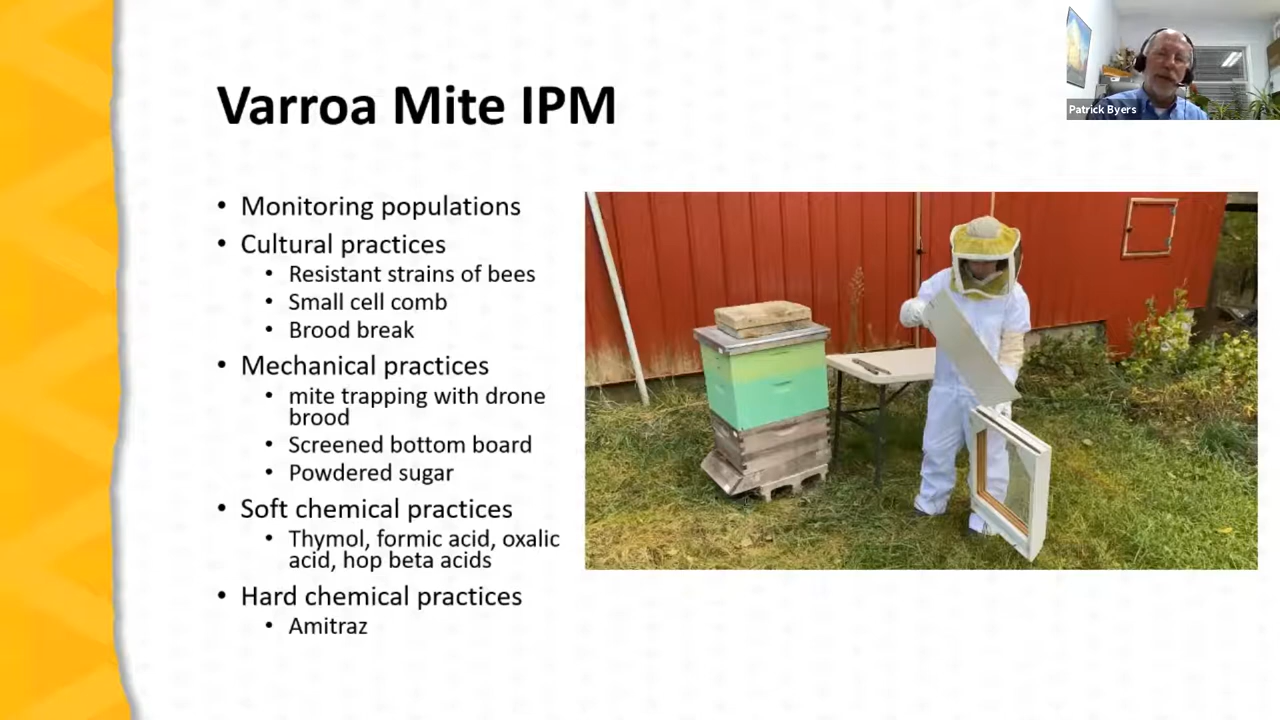 Varroa Mite IPM
Patrick Byers
• Monitoring populations
• Cultural practices
• Resistant strains of bees
• Small cell comb
• Brood break
• Mechanical practices
• mite trapping with drone
brood
• Screened bottom board
• Powdered sugar
• Soft chemical practices
• Thymol, formic acid, oxalic
acid, hop beta acids
• Hard chemical practices
• Amitraz